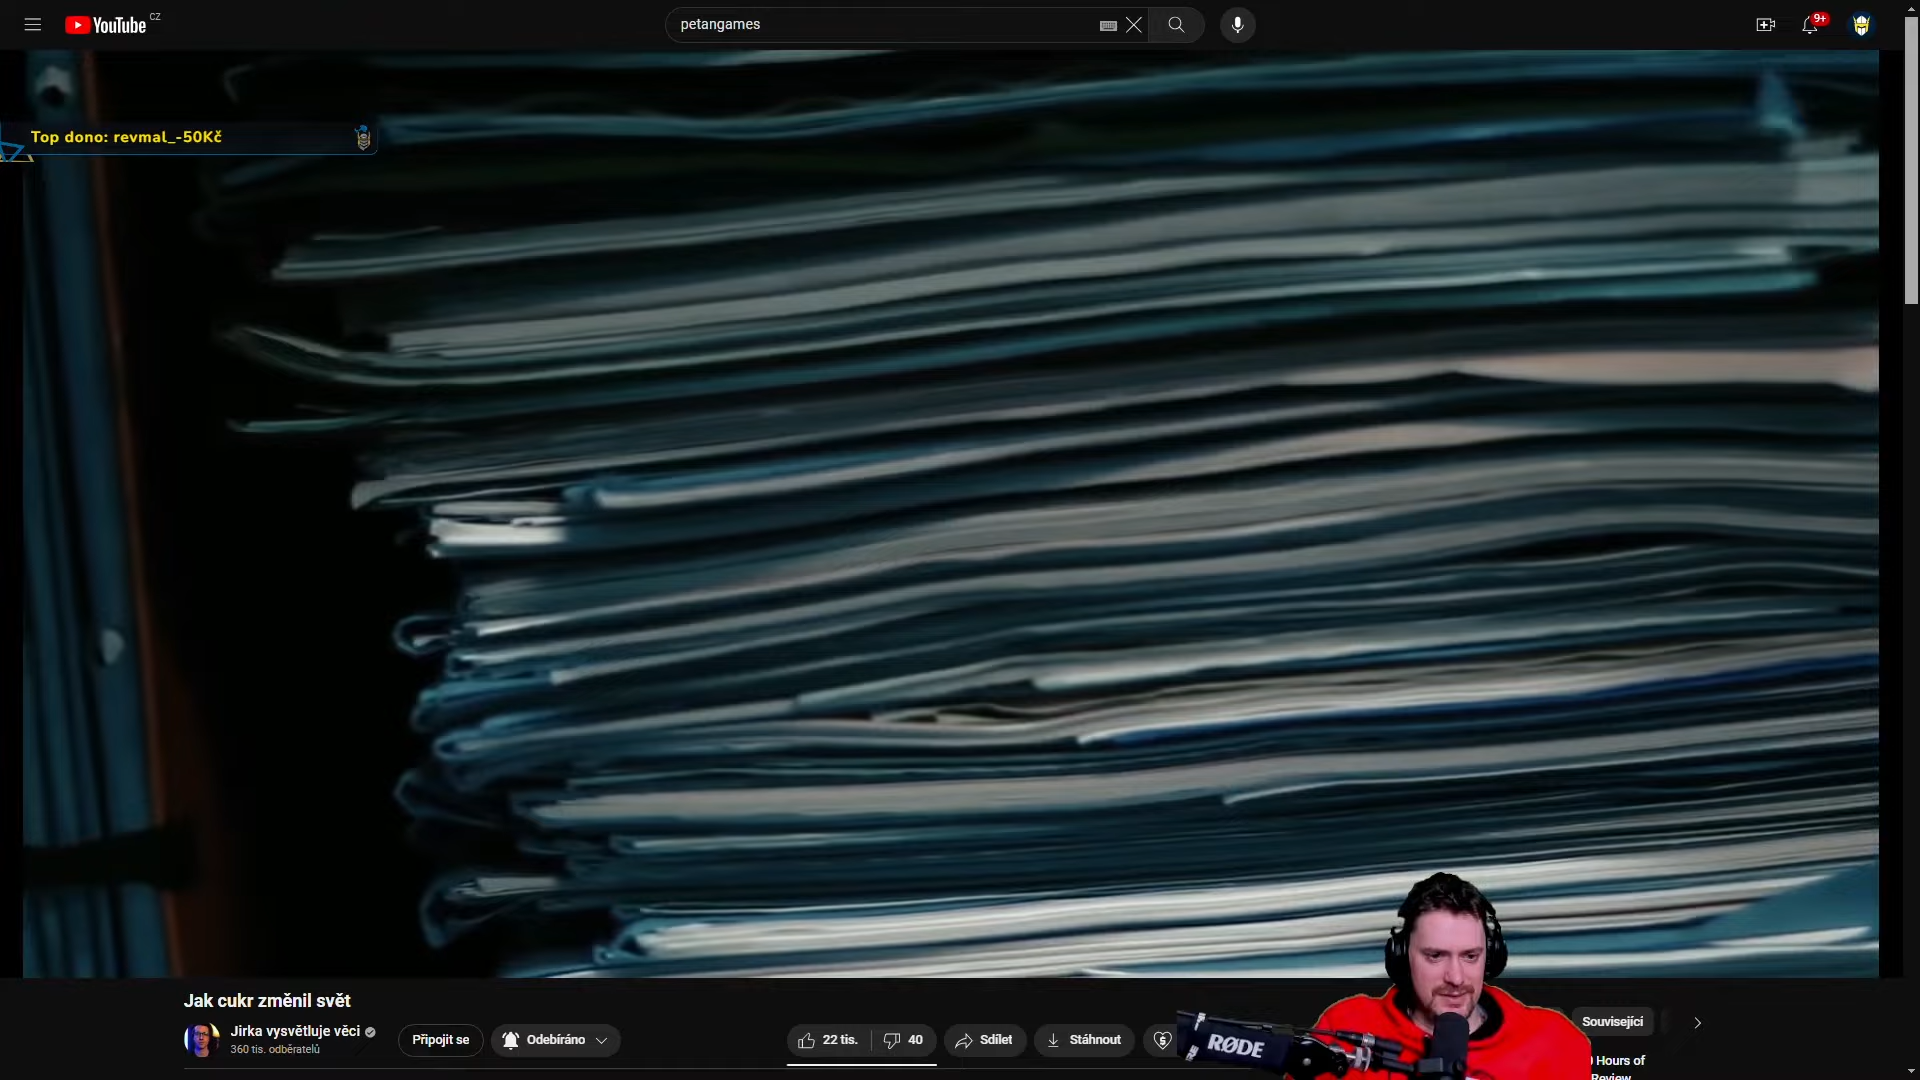 YouTube CZ
petangames
9+
Top dono: revmal_-50Kč
Jak cukr změnil svět
Jirka vysvětluje věci
360 tis. odběratelů
Připojit se
Odebíráno
22 tis.
40
Sdílet
Stáhnout
Související
RØDE
Hours of
Review